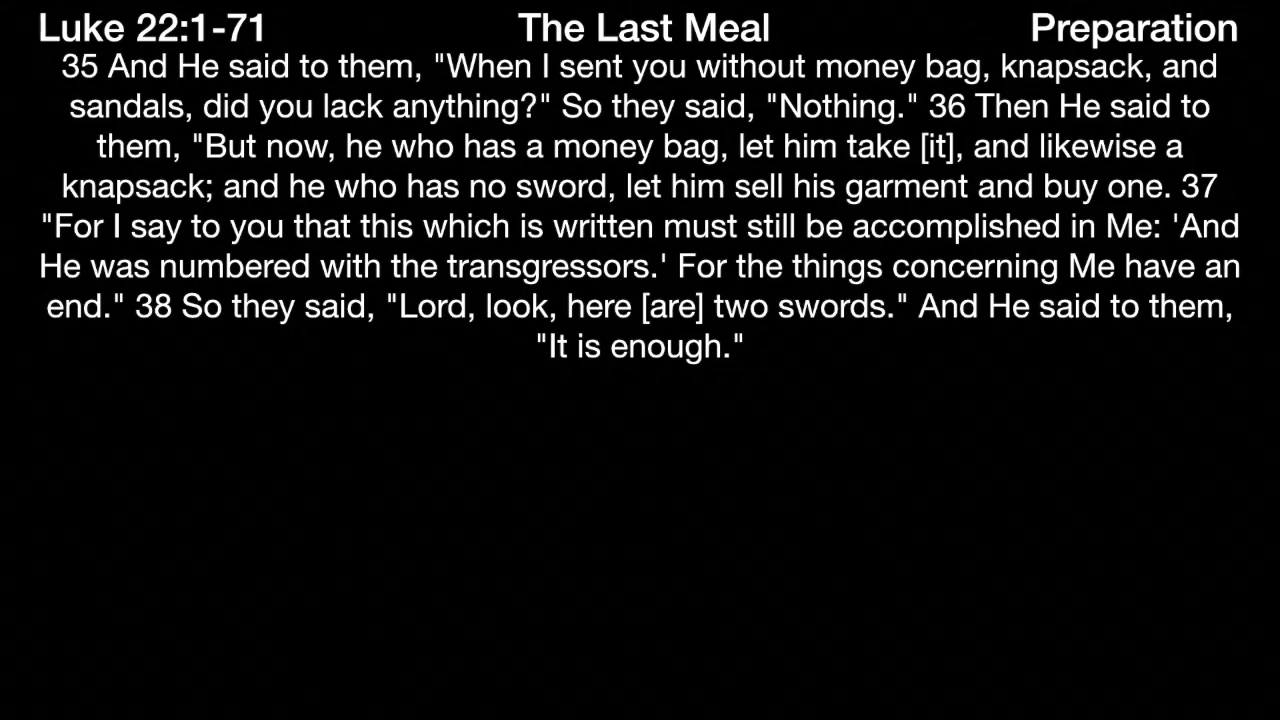 Luke 22:1-71 The Last Meal Preparation
35 And He said to them, "When I sent you without money bag, knapsack, and
sandals, did you lack anything?" So they said, "Nothing." 36 Then He said to
them, "But now, he who has a money bag, let him take [it], and likewise a
knapsack; and he who has no sword, let him sell his garment and buy one. 37
"For I say to you that this which is written must still be accomplished in Me: 'And
He was numbered with the transgressors.' For the things concerning Me have an
end." 38 So they said, "Lord, look, here [are] two swords." And He said to them,
"It is enough."